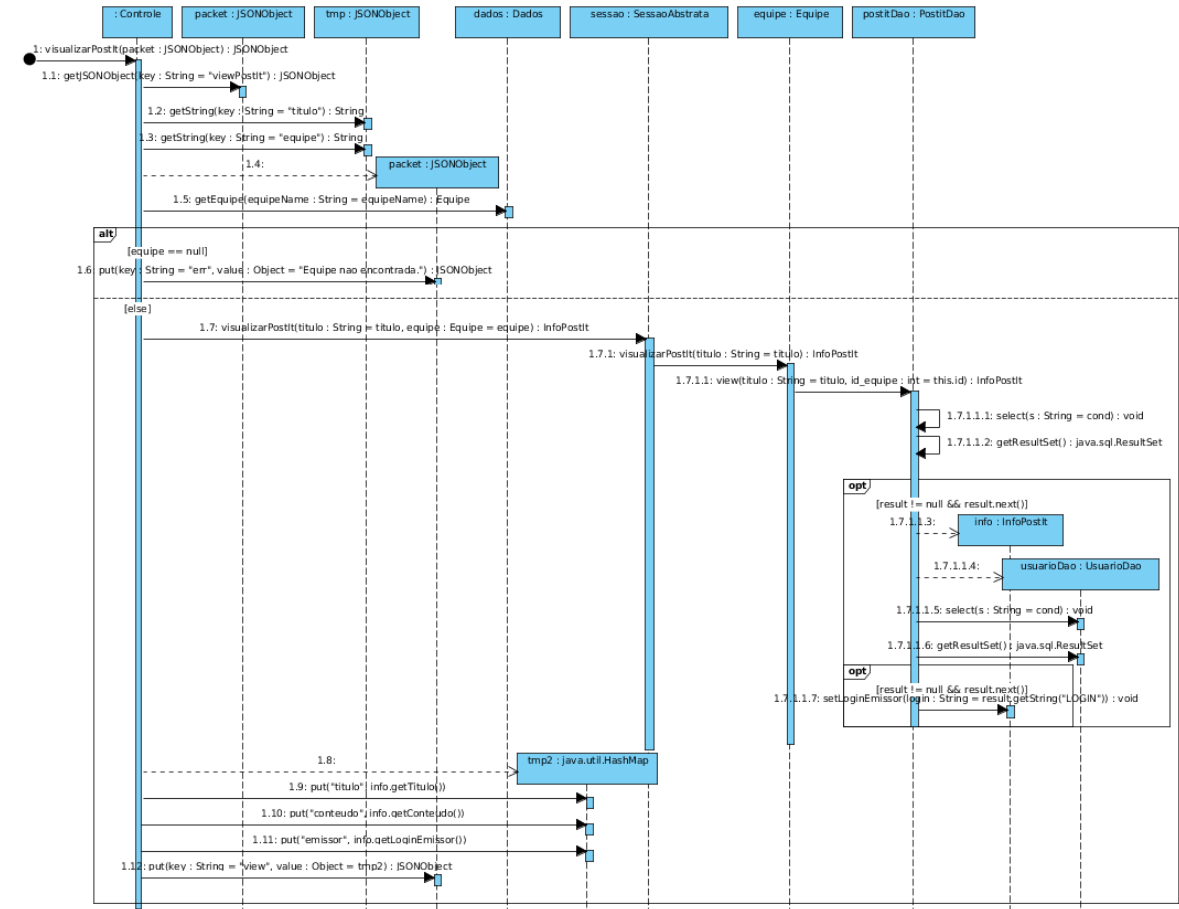 : Controle
packet : JSONObject
tmp : JSONObject
dados : Dados
sessao : SessaoAbstrata
equipe : Equipe
postitDao : PostitDao
1: visualizarPostIt(packet : JSONObject) : JSONObject
1.1: getJSONObject(key : String = "viewPostIt") : JSONObject
1.2: getString(key : String = "titulo") : String
1.3: getString(key : String = "equipe") : String
1.4:
packet : JSONObject
1.5: getEquipe(equipeName : String = equipeName) : Equipe
alt
[equipe == null]
1.6: put(key : String = "err", value : Object = "Equipe nao encontrada.") : JSONObject
[else]
1.7: visualizarPostIt(titulo : String = titulo, equipe : Equipe = equipe) : InfoPostIt
1.7.1: visualizarPostIt(titulo : String = titulo) : InfoPostIt
1.7.1.1: view(titulo : String = titulo, id_equipe : int = this.id) : InfoPostIt
1.7.1.1.1: select(s : String = cond) : void
1.7.1.1.2: getResultSet() : java.sql.ResultSet
opt
[result != null && result.next()]
1.7.1.1.3:
info : InfoPostIt
1.7.1.1.4:
usuarioDao : UsuarioDao
1.7.1.1.5: select(s : String = cond) : void
1.7.1.1.6: getResultSet() : java.sql.ResultSet
opt
[result != null && result.next()]
1.7.1.1.7: setLoginEmissor(login : String = result.getString("LOGIN")) : void
1.8:
tmp2 : java.util.HashMap
1.9: put("titulo", info.getTitulo())
1.10: put("conteudo", info.getConteudo())
1.11: put("emissor", info.getLoginEmissor())
1.12: put(key : String = "view", value : Object = tmp2) : JSONObject